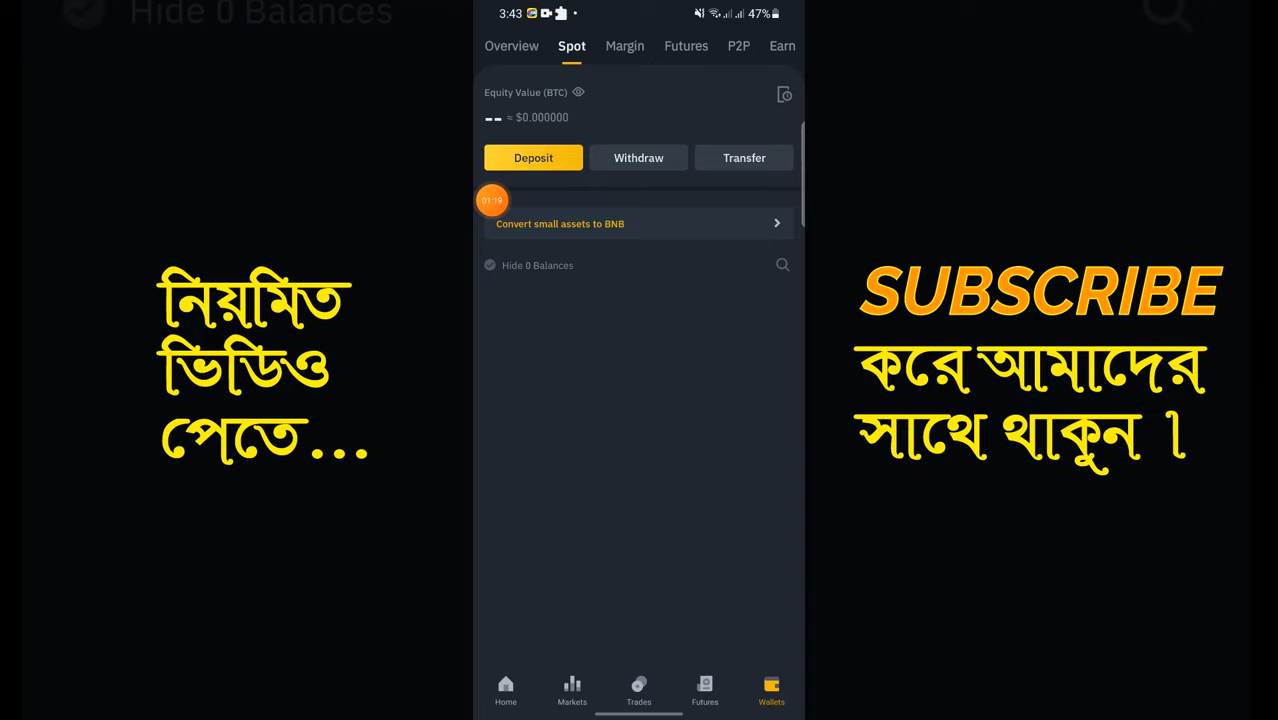 Hide 0 Balances
3:43 47%
Overview Spot Margin Futures P2P Earn
Equity Value (BTC)
-- ≈ $0.000000
Deposit Withdraw Transfer
01:19
Convert small assets to BNB
Hide 0 Balances
নিয়মিত
ভিডিও
পেতে...
SUBSCRIBE
করে আমাদের
সাথে থাকুন ।
Home Markets Trades Futures Wallets